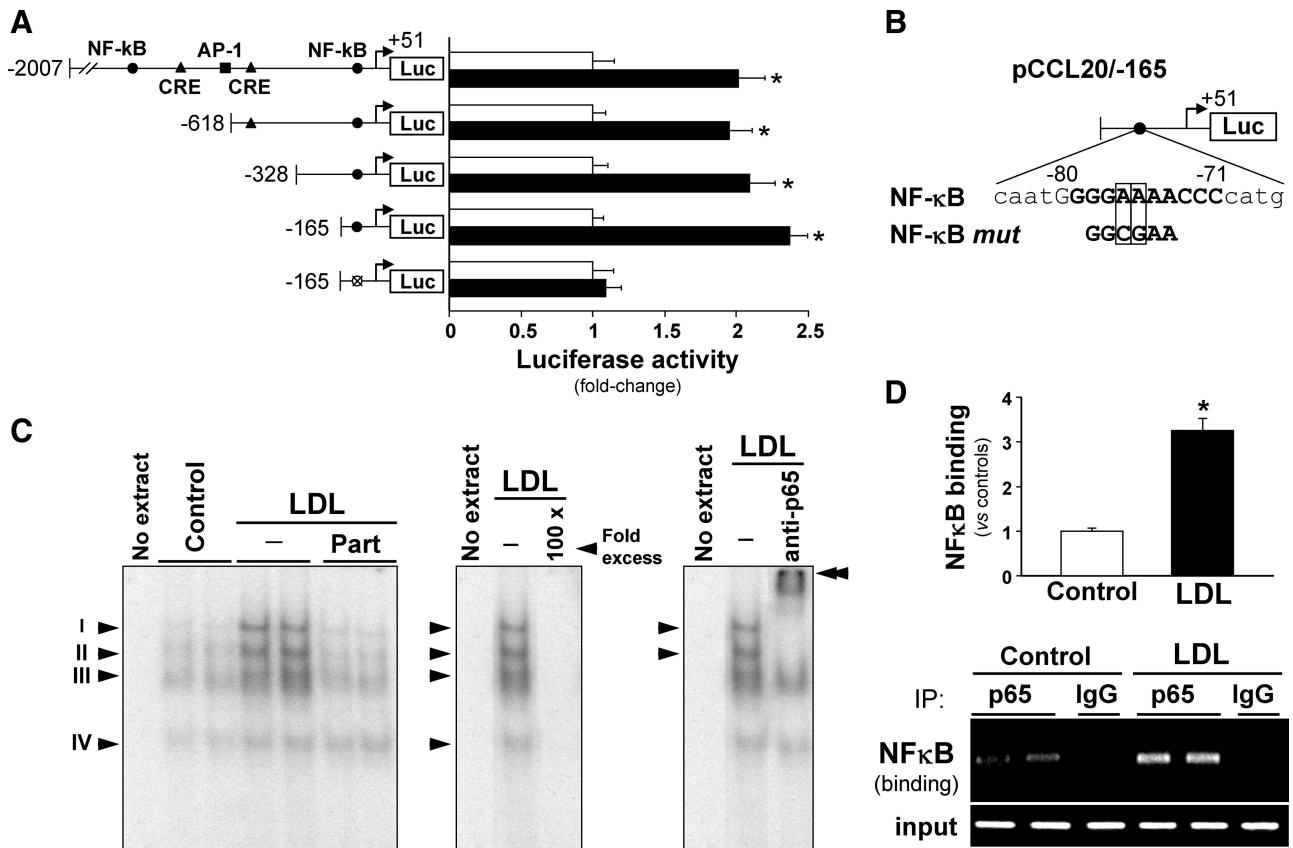 A
NF-kB AP-1 NF-kB +51
-2007 Luc
CRE CRE
-618 Luc *
-328 Luc *
-165 Luc *
-165 Luc
*
0 0.5 1 1.5 2 2.5
Luciferase activity
(fold-change)
B
pCCL20/-165
+51
Luc
-80 -71
NF-κB caatGGGGAAAACCCcatg
NF-κB mut GGCGAA
C
No extract Control LDL
– Part
I
II
III
IV
No extract LDL
– 100 x
Fold
excess
No extract LDL
– anti-p65
D
NFκB binding
(vs controls)
4
3
2
1
0
*
Control LDL
Control LDL
IP: p65 IgG p65 IgG
NFκB
(binding)
input